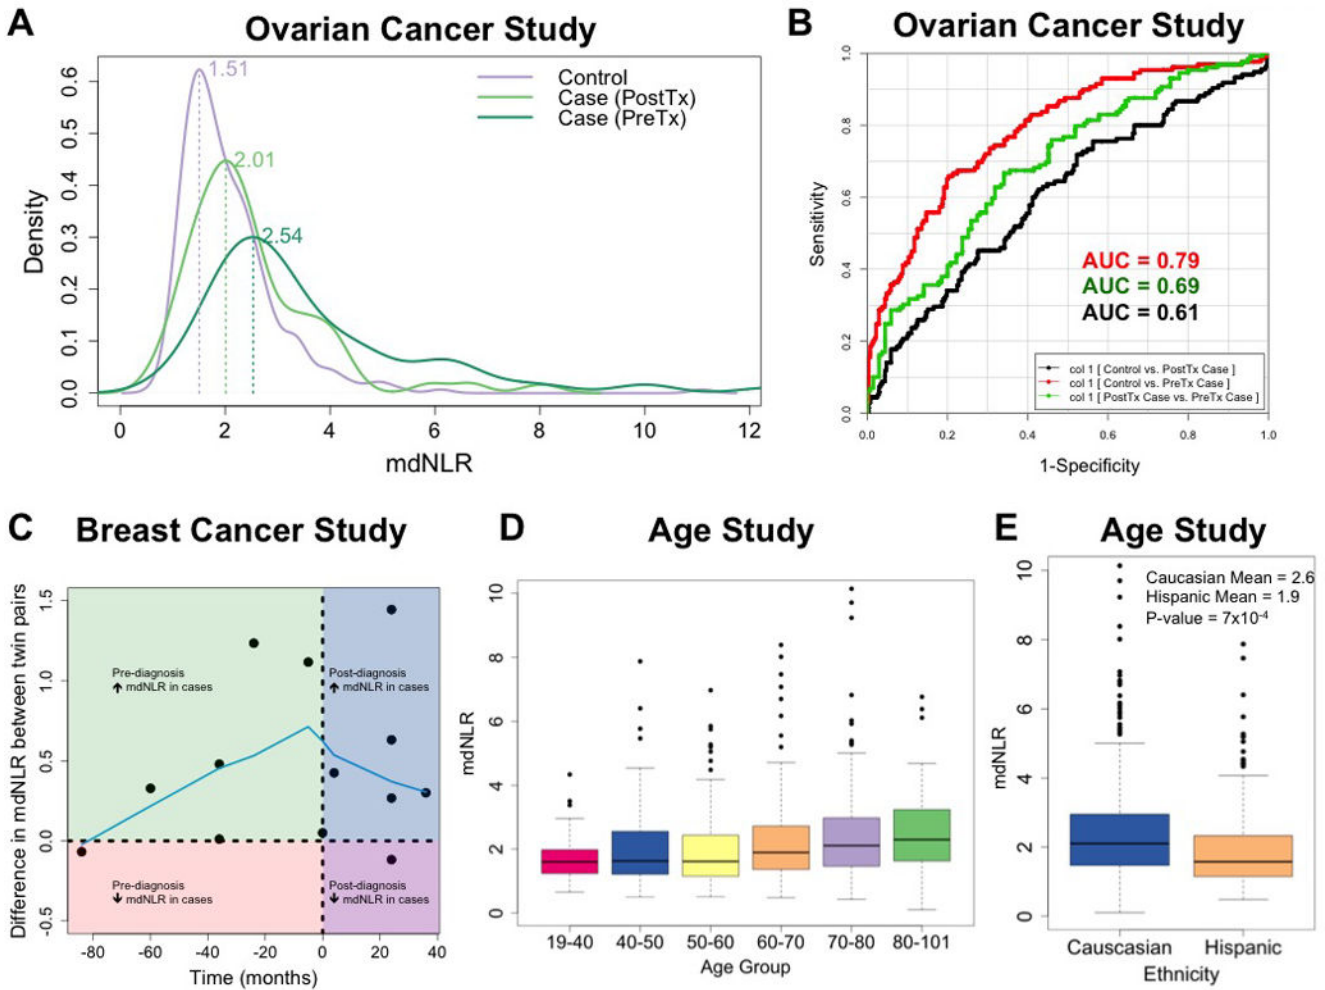 A
Ovarian Cancer Study
1.51
2.01
2.54
Control
Case (PostTx)
Case (PreTx)
0.6
0.5
0.4
0.3
0.2
0.1
0.0
Density
0 2 4 6 8 10 12
mdNLR
B
Ovarian Cancer Study
1.0
0.8
0.6
0.4
0.2
0.0
Sensitivity
AUC = 0.79
AUC = 0.69
AUC = 0.61
col 1 [ Control vs. PostTx Case ]
col 1 [ Control vs. PreTx Case ]
col 1 [ PostTx Case vs. PreTx Case ]
0.0 0.2 0.4 0.6 0.8 1.0
1-Specificity
C
Breast Cancer Study
Difference in mdNLR between twin pairs
1.5
1.0
0.5
0.0
-0.5
Pre-diagnosis
↑ mdNLR in cases
Post-diagnosis
↑ mdNLR in cases
Pre-diagnosis
↓ mdNLR in cases
Post-diagnosis
↓ mdNLR in cases
-80 -60 -40 -20 0 20 40
Time (months)
D
Age Study
10
8
6
4
2
0
mdNLR
19-40 40-50 50-60 60-70 70-80 80-101
Age Group
E
Age Study
Caucasian Mean = 2.6
Hispanic Mean = 1.9
P-value = 7x10⁻⁴
10
8
6
4
2
0
mdNLR
Causcasian Hispanic
Ethnicity